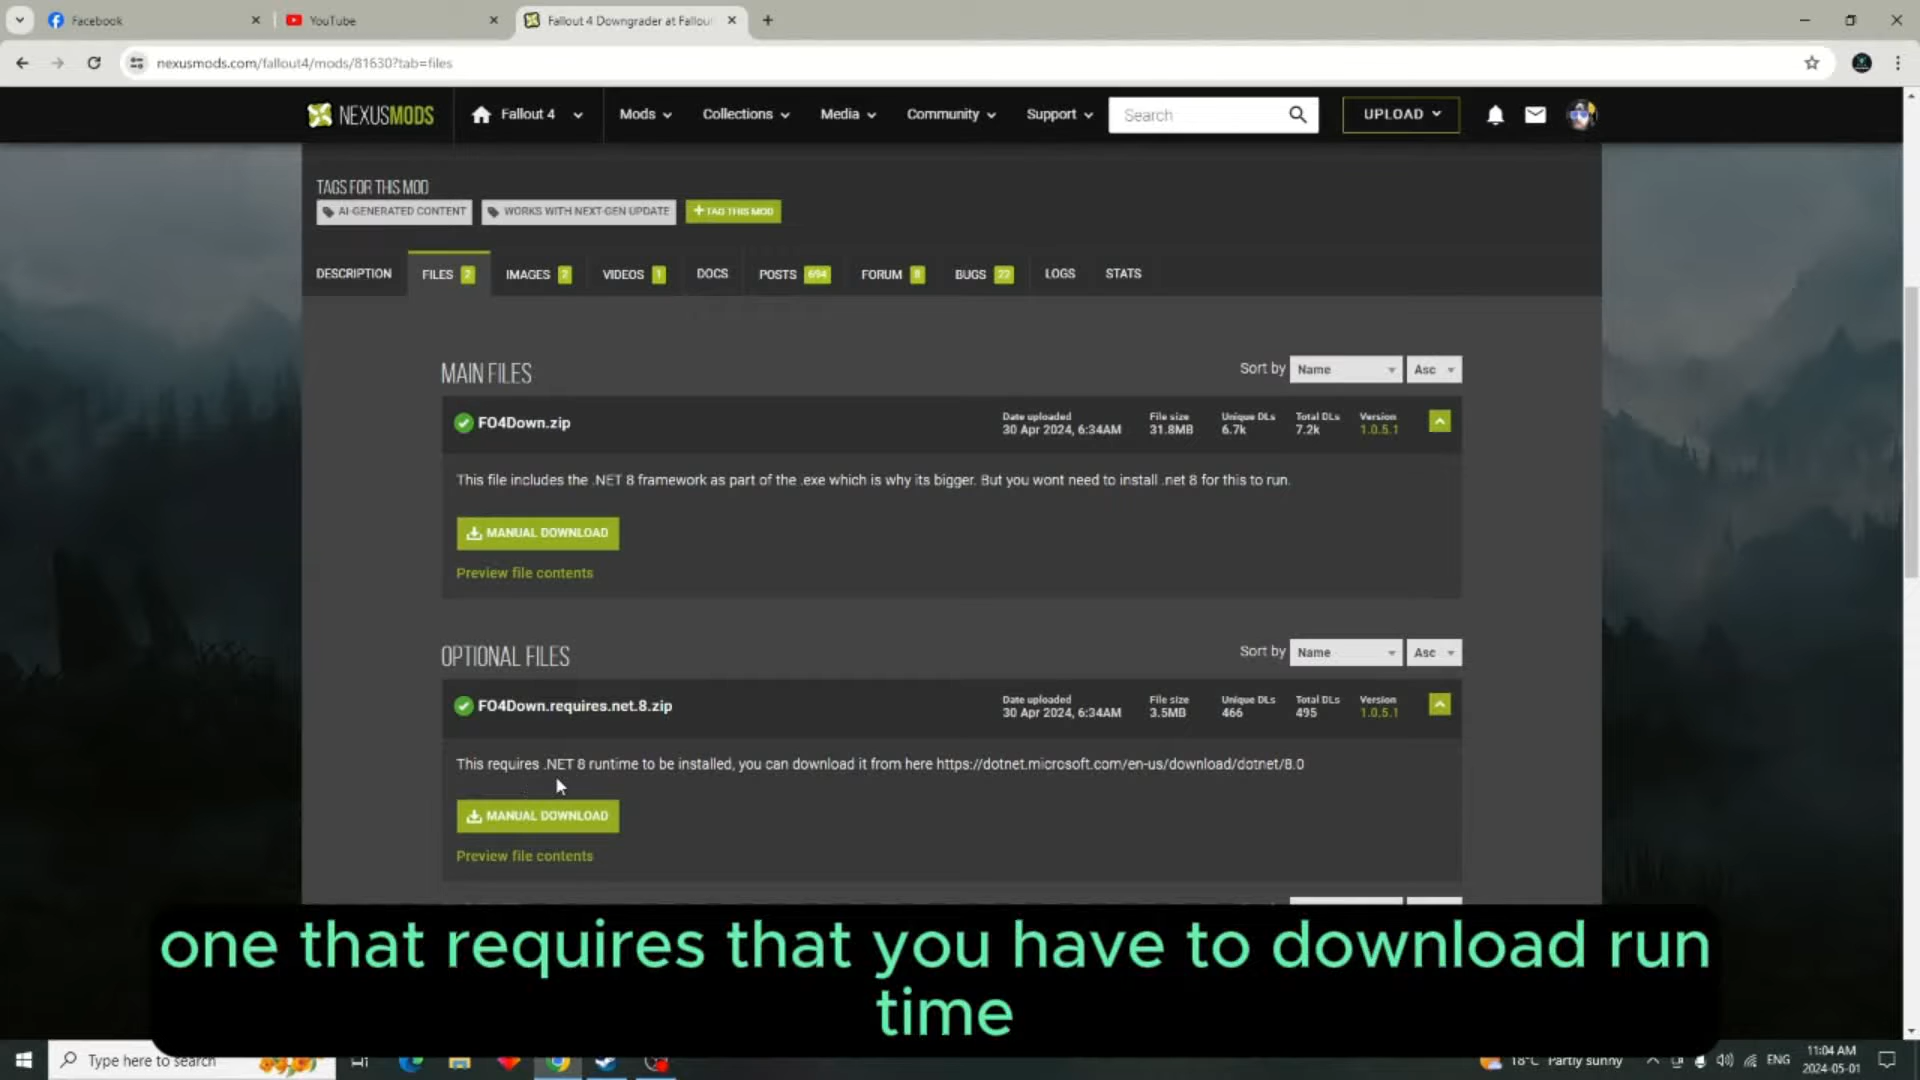 Facebook
YouTube
Fallout 4 Downgrader at Fallout
nexusmods.com/fallout4/mods/81630?tab=files
NEXUSMODS
Fallout 4
Mods
Collections
Media
Community
Support
Search
UPLOAD
TAGS FOR THIS MOD
AI-GENERATED CONTENT
WORKS WITH NEXT-GEN UPDATE
+ TAG THIS MOD
DESCRIPTION
FILES 2
IMAGES 2
VIDEOS 1
DOCS
POSTS 694
FORUM 8
BUGS 22
LOGS
STATS
MAIN FILES
Sort by Name Asc
FO4Down.zip
Date uploaded
30 Apr 2024, 6:34AM
File size
31.8MB
Unique DLs
6.7k
Total DLs
7.2k
Version
1.0.5.1
This file includes the .NET 8 framework as part of the .exe which is why its bigger. But you wont need to install .net 8 for this to run.
MANUAL DOWNLOAD
Preview file contents
OPTIONAL FILES
Sort by Name Asc
FO4Down.requires.net.8.zip
Date uploaded
30 Apr 2024, 6:34AM
File size
3.5MB
Unique DLs
466
Total DLs
495
Version
1.0.5.1
This requires .NET 8 runtime to be installed, you can download it from here https://dotnet.microsoft.com/en-us/download/dotnet/8.0
MANUAL DOWNLOAD
Preview file contents
one that requires that you have to download run
time
Type here to search
18°C Partly sunny
ENG
11:04 AM
2024-05-01